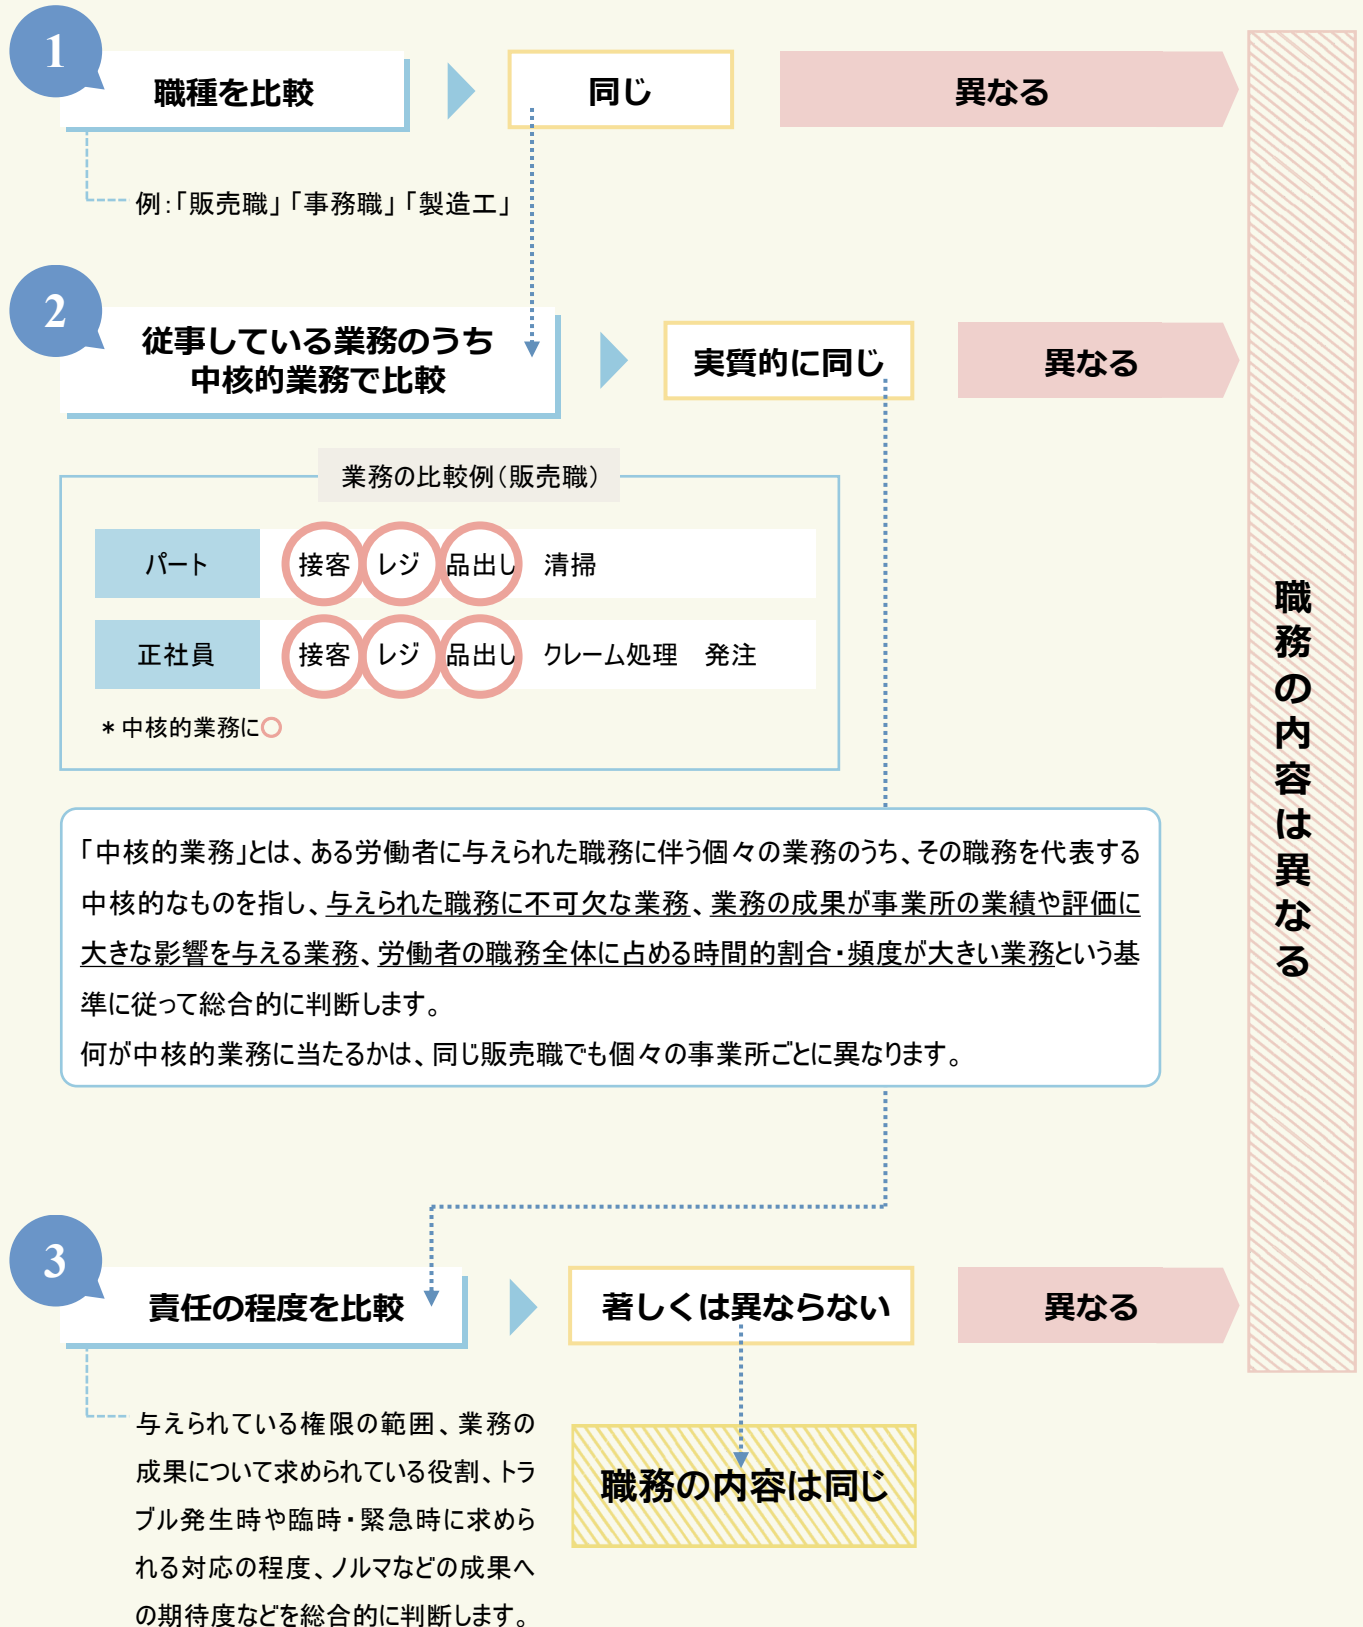 1
職種を比較
同じ
異なる
例：「販売職」「事務職」「製造工」
2
従事している業務のうち
中核的業務で比較
実質的に同じ
異なる
業務の比較例（販売職）
パート 接客 レジ 品出し 清掃
正社員 接客 レジ 品出し クレーム処理 発注
＊中核的業務に○
「中核的業務」とは、ある労働者に与えられた職務に伴う個々の業務のうち、その職務を代表する
中核的なものを指し、与えられた職務に不可欠な業務、業務の成果が事業所の業績や評価に
大きな影響を与える業務、労働者の職務全体に占める時間的割合・頻度が大きい業務という基
準に従って総合的に判断します。
何が中核的業務に当たるかは、同じ販売職でも個々の事業所ごとに異なります。
3
責任の程度を比較
著しくは異ならない
異なる
与えられている権限の範囲、業務の
成果について求められている役割、トラ
ブル発生時や臨時・緊急時に求めら
れる対応の程度、ノルマなどの成果へ
の期待度などを総合的に判断します。
職務の内容は同じ
職務の内容は異なる